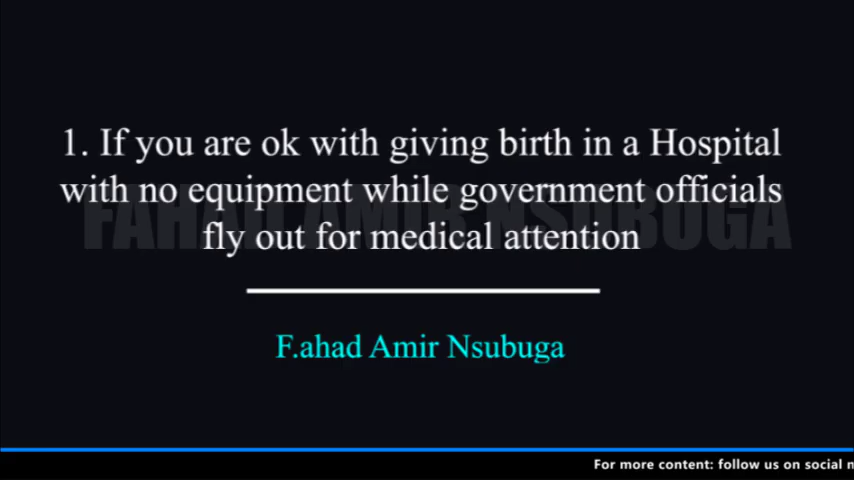 1. If you are ok with giving birth in a Hospital
with no equipment while government officials
fly out for medical attention
FAHAD AMIR NSUBUGA
F.ahad Amir Nsubuga
For more content: follow us on social